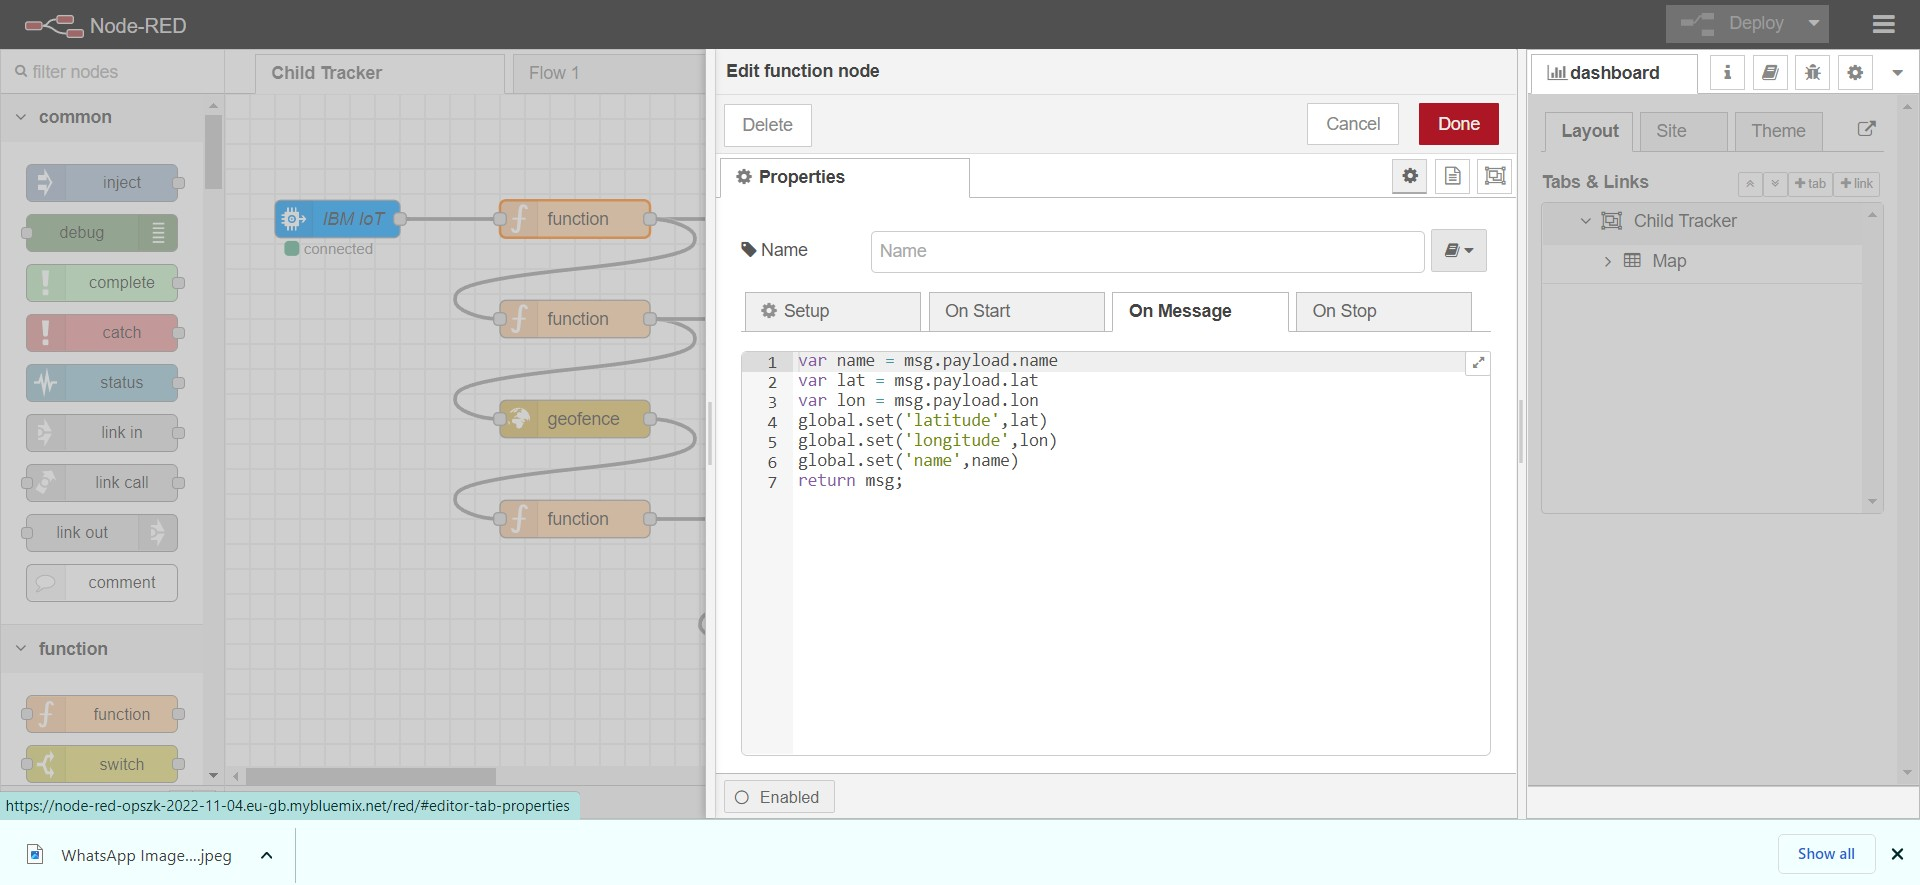 Node-RED
Deploy
filter nodes
Child Tracker
Flow 1
Edit function node
dashboard
common
Delete
Cancel
Done
Layout
Site
Theme
Properties
Tabs & Links
tab
link
inject
debug
complete
catch
status
link in
link call
link out
comment
function
function
switch
IBM IoT
connected
function
function
geofence
function
Name
Name
Setup
On Start
On Message
On Stop
1 var name = msg.payload.name
2 var lat = msg.payload.lat
3 var lon = msg.payload.lon
4 global.set('latitude',lat)
5 global.set('longitude',lon)
6 global.set('name',name)
7 return msg;
Child Tracker
Map
Enabled
https://node-red-opszk-2022-11-04.eu-gb.mybluemix.net/red/#editor-tab-properties
WhatsApp Image....jpeg
Show all